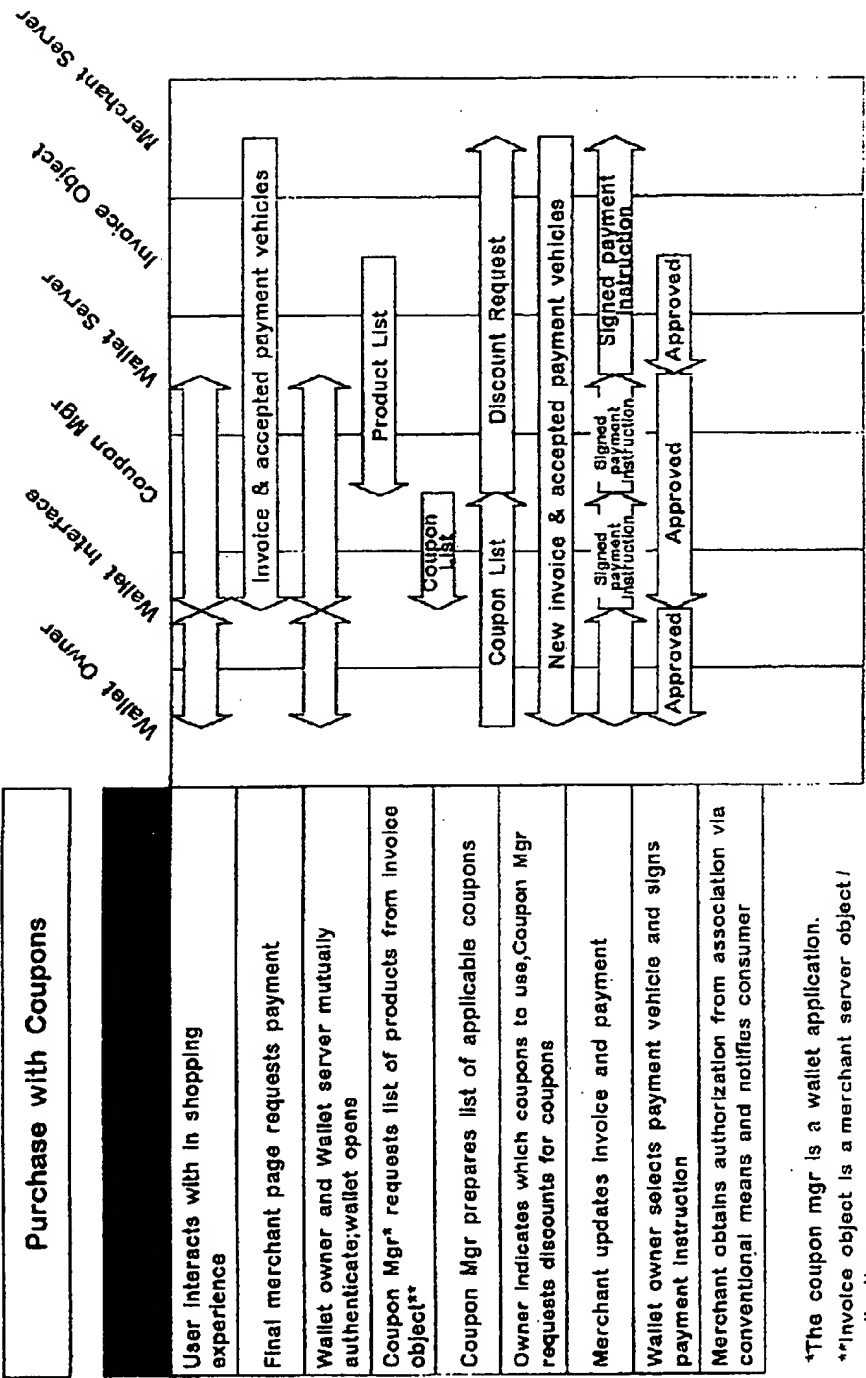 Purchase with Coupons
Wallet Owner
Wallet Interface
Coupon Mgr
Wallet Server
Invoice Object
Merchant Server
User interacts with in shopping
experience
Final merchant page requests payment
Invoice & accepted payment vehicles
Wallet owner and Wallet server mutually
authenticate;wallet opens
Coupon Mgr* requests list of products from invoice
object**
Product List
Coupon Mgr prepares list of applicable coupons
Coupon
List
Owner indicates which coupons to use,Coupon Mgr
requests discounts for coupons
Coupon List
Discount Request
Merchant updates invoice and payment
New invoice & accepted payment vehicles
Wallet owner selects payment vehicle and signs
payment instruction
Signed
payment
instruction
Signed
payment
instruction
Signed payment
instruction
Merchant obtains authorization from association via
conventional means and notifies consumer
Approved
Approved
Approved
*The coupon mgr is a wallet application.
**Invoice object is a merchant server object/